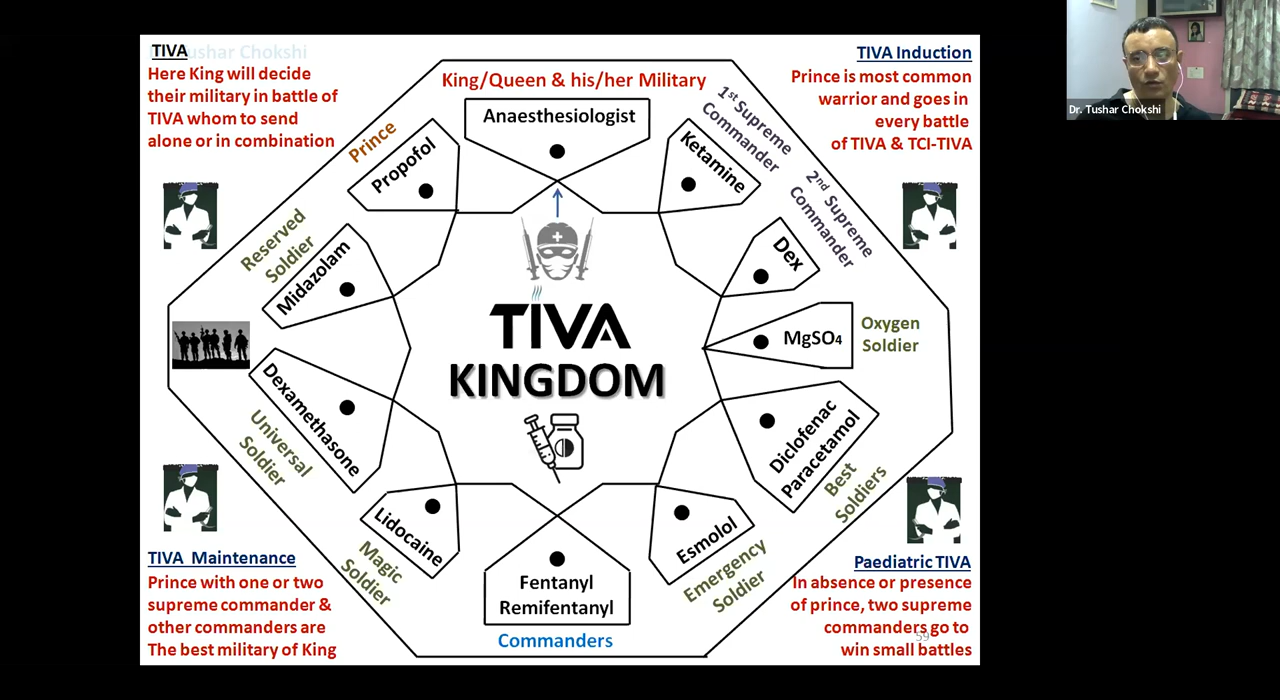 TIVA
Tushar Chokshi
Here King will decide
their military in battle of
TIVA whom to send
alone or in combination
King/Queen & his/her Military
Anaesthesiologist
TIVA Induction
Prince is most common
warrior and goes in
every battle
of TIVA & TCI-TIVA
Dr. Tushar Chokshi
Prince
Propofol
1st Supreme
Commander
Ketamine
2nd Supreme
Commander
Dex
Reserved
Soldier
Midazolam
MgSO4
Oxygen
Soldier
TIVA
KINGDOM
Dexamethasone
Universal
Soldier
Diclofenac
Paracetamol
Best
Soldiers
Lidocaine
Magic
Soldier
Fentanyl
Remifentanyl
Commanders
Esmolol
Emergency
Soldier
TIVA Maintenance
Prince with one or two
supreme commander &
other commanders are
The best military of King
Paediatric TIVA
In absence or presence
of prince, two supreme
commanders go to
win small battles
59